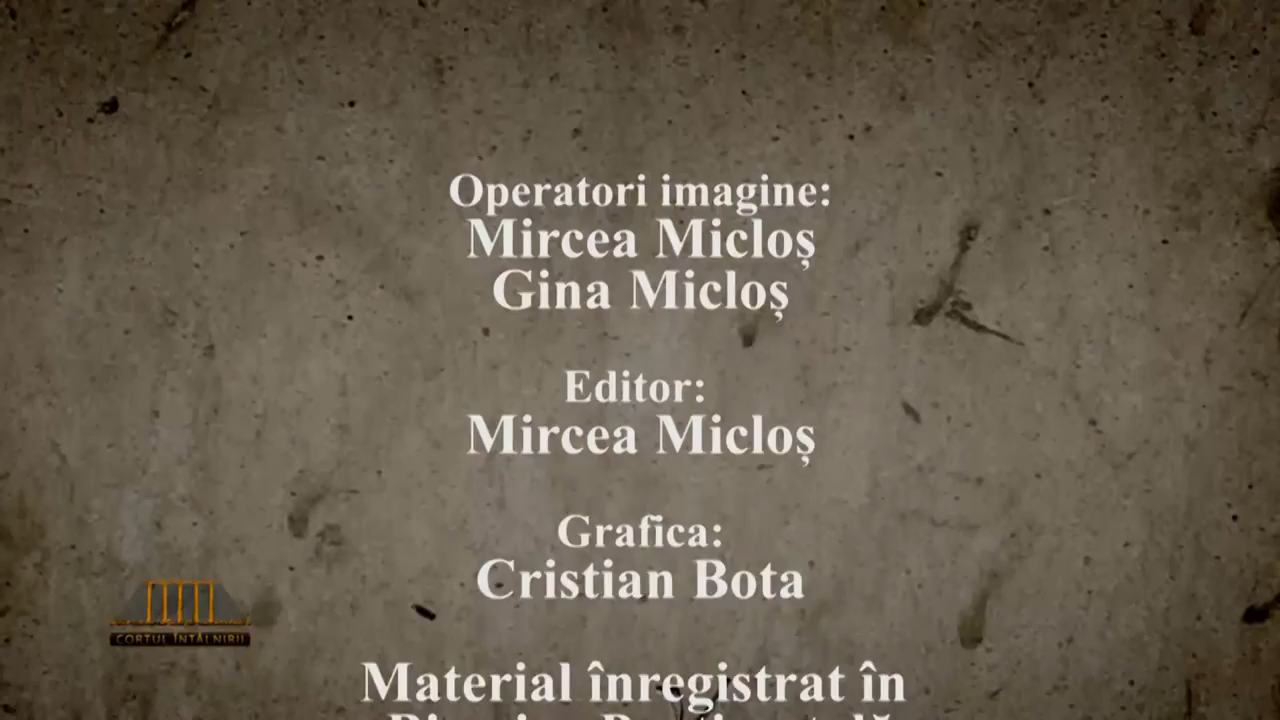 Operatori imagine:
Mircea Micloș
Gina Micloș
Editor:
Mircea Micloș
Grafica:
Cristian Bota
CORTUL ÎNTÂLNIRII
Material înregistrat în